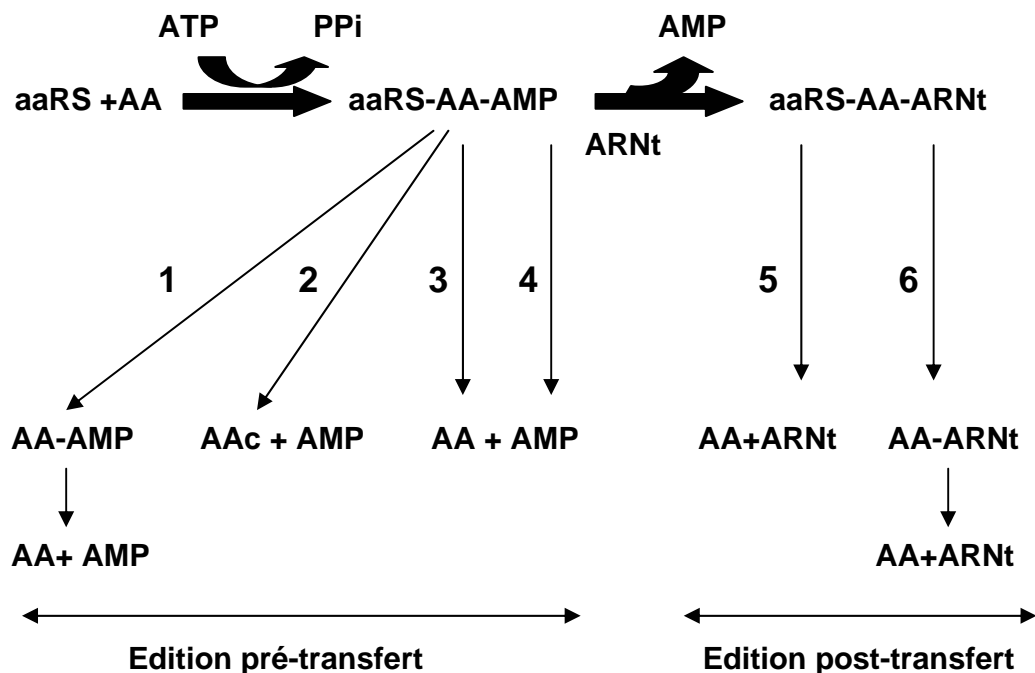 ATP PPi AMP
aaRS +AA aaRS-AA-AMP aaRS-AA-ARNt
ARNt
1 2 3 4 5 6
AA-AMP AAc + AMP AA + AMP AA+ARNt AA-ARNt
AA+ AMP AA+ARNt
Edition pré-transfert Edition post-transfert